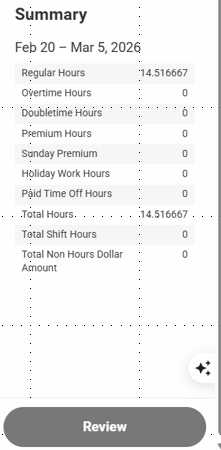 Summary
Feb 20 – Mar 5, 2026
Regular Hours 14.516667
Overtime Hours 0
Doubletime Hours 0
Premium Hours 0
Sunday Premium 0
Holiday Work Hours 0
Paid Time Off Hours 0
Total Hours 14.516667
Total Shift Hours 0
Total Non Hours Dollar 0
Amount
Review